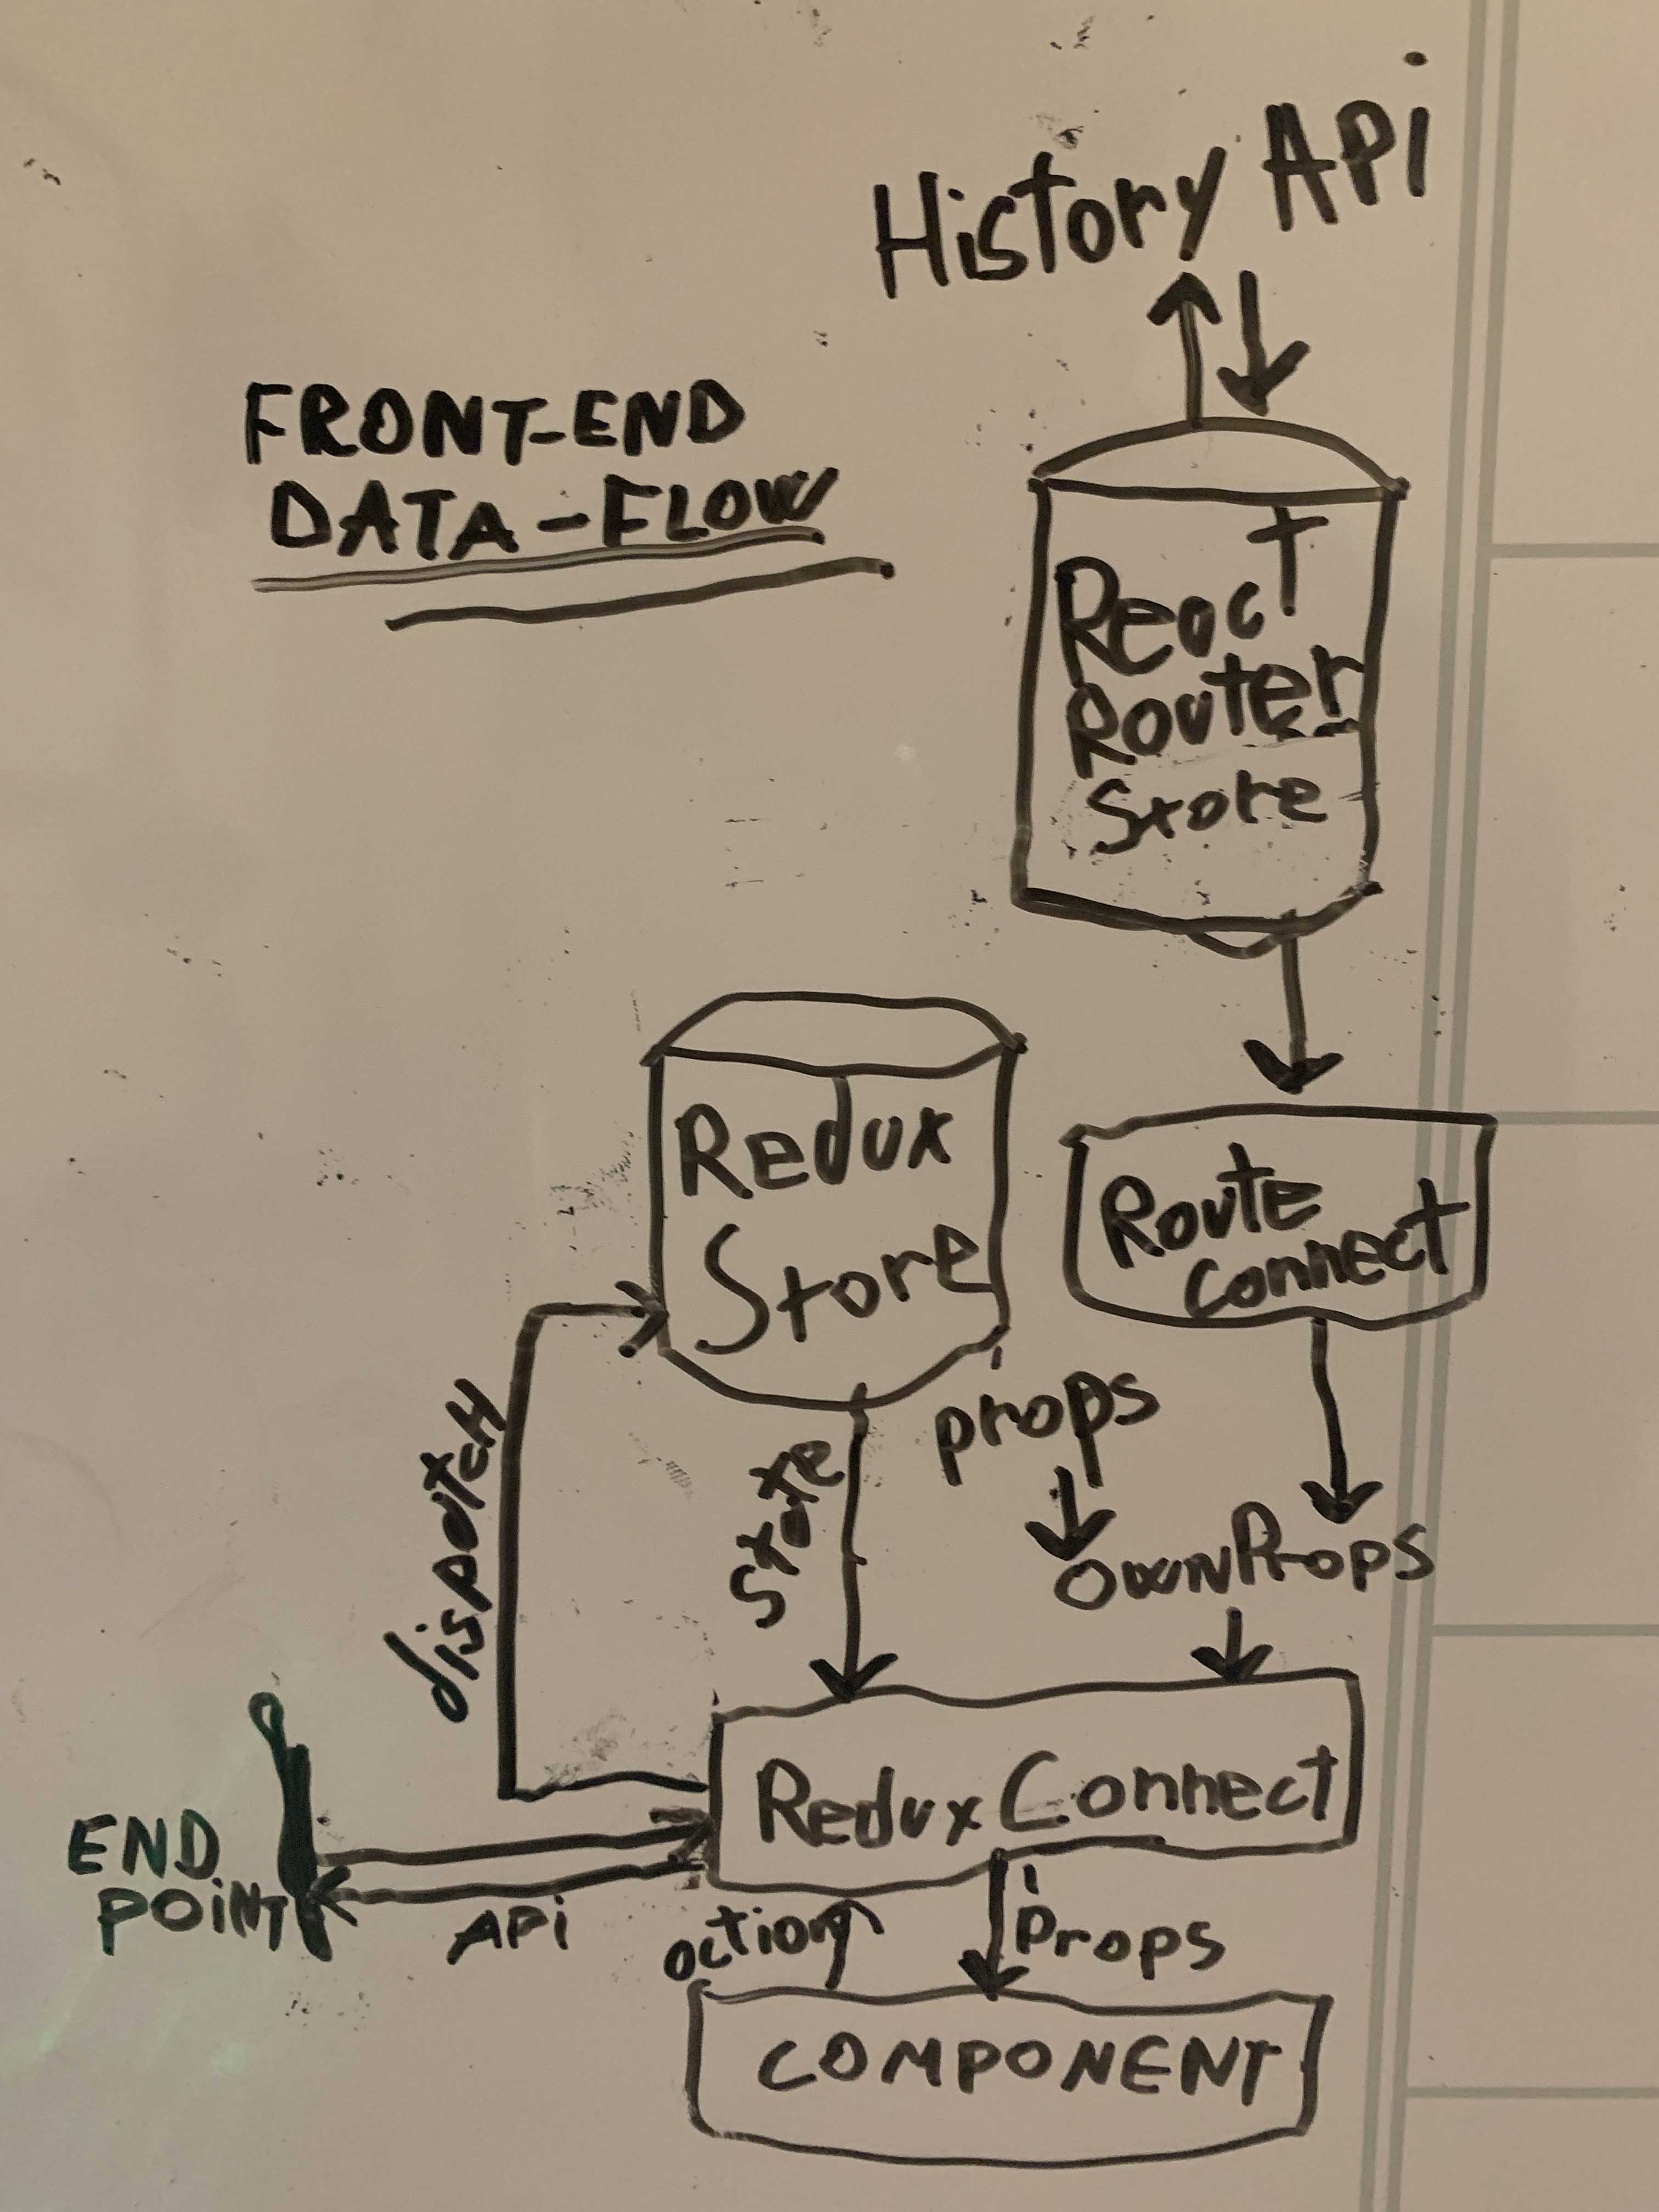 History APi
FRONT-END
DATA-FLOW
React
Router
Store
Redux
Store
Route
connect
props
dispatcH
State
ownProps
Redux Connect
END
POiNT
APi
action
Props
COMPONENT